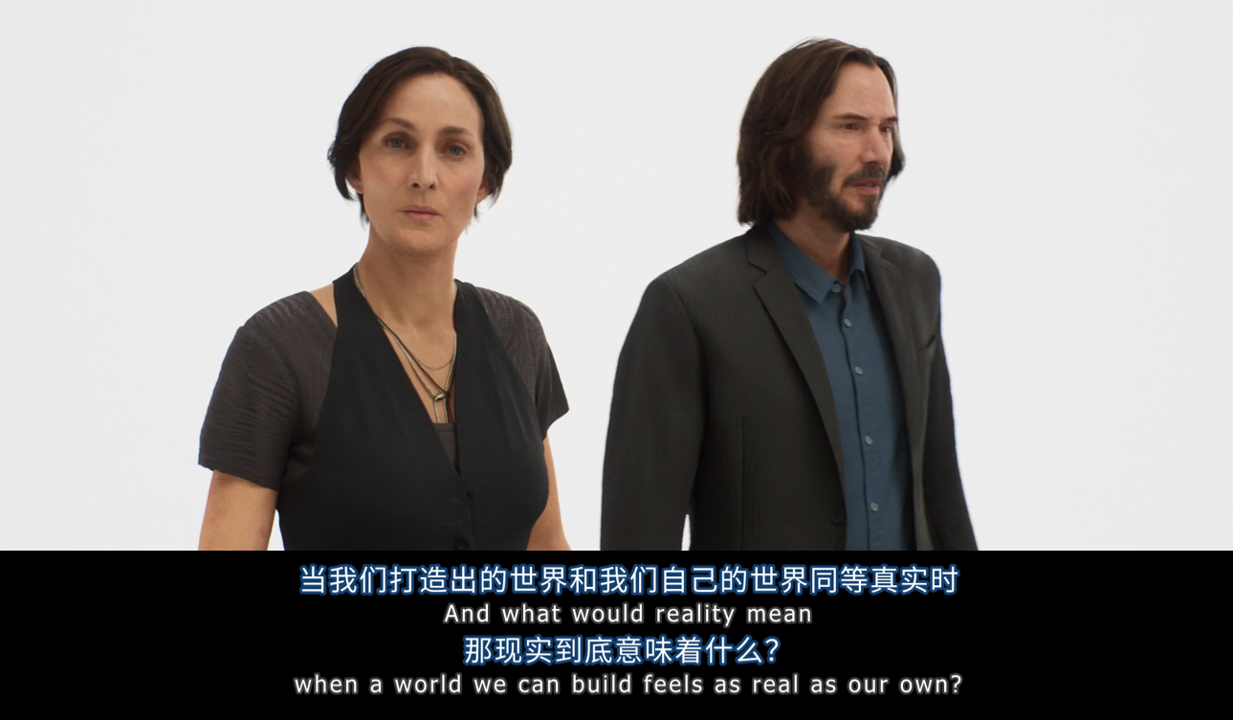 当我们打造出的世界和我们自己的世界同等真实时
And what would reality mean
那现实到底意味着什么？
when a world we can build feels as real as our own?